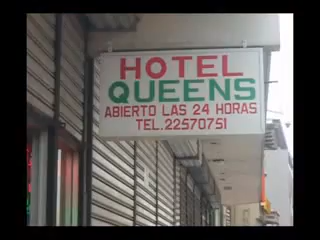 HOTEL
QUEENS
ABIERTO LAS 24 HORAS
TEL.22570751